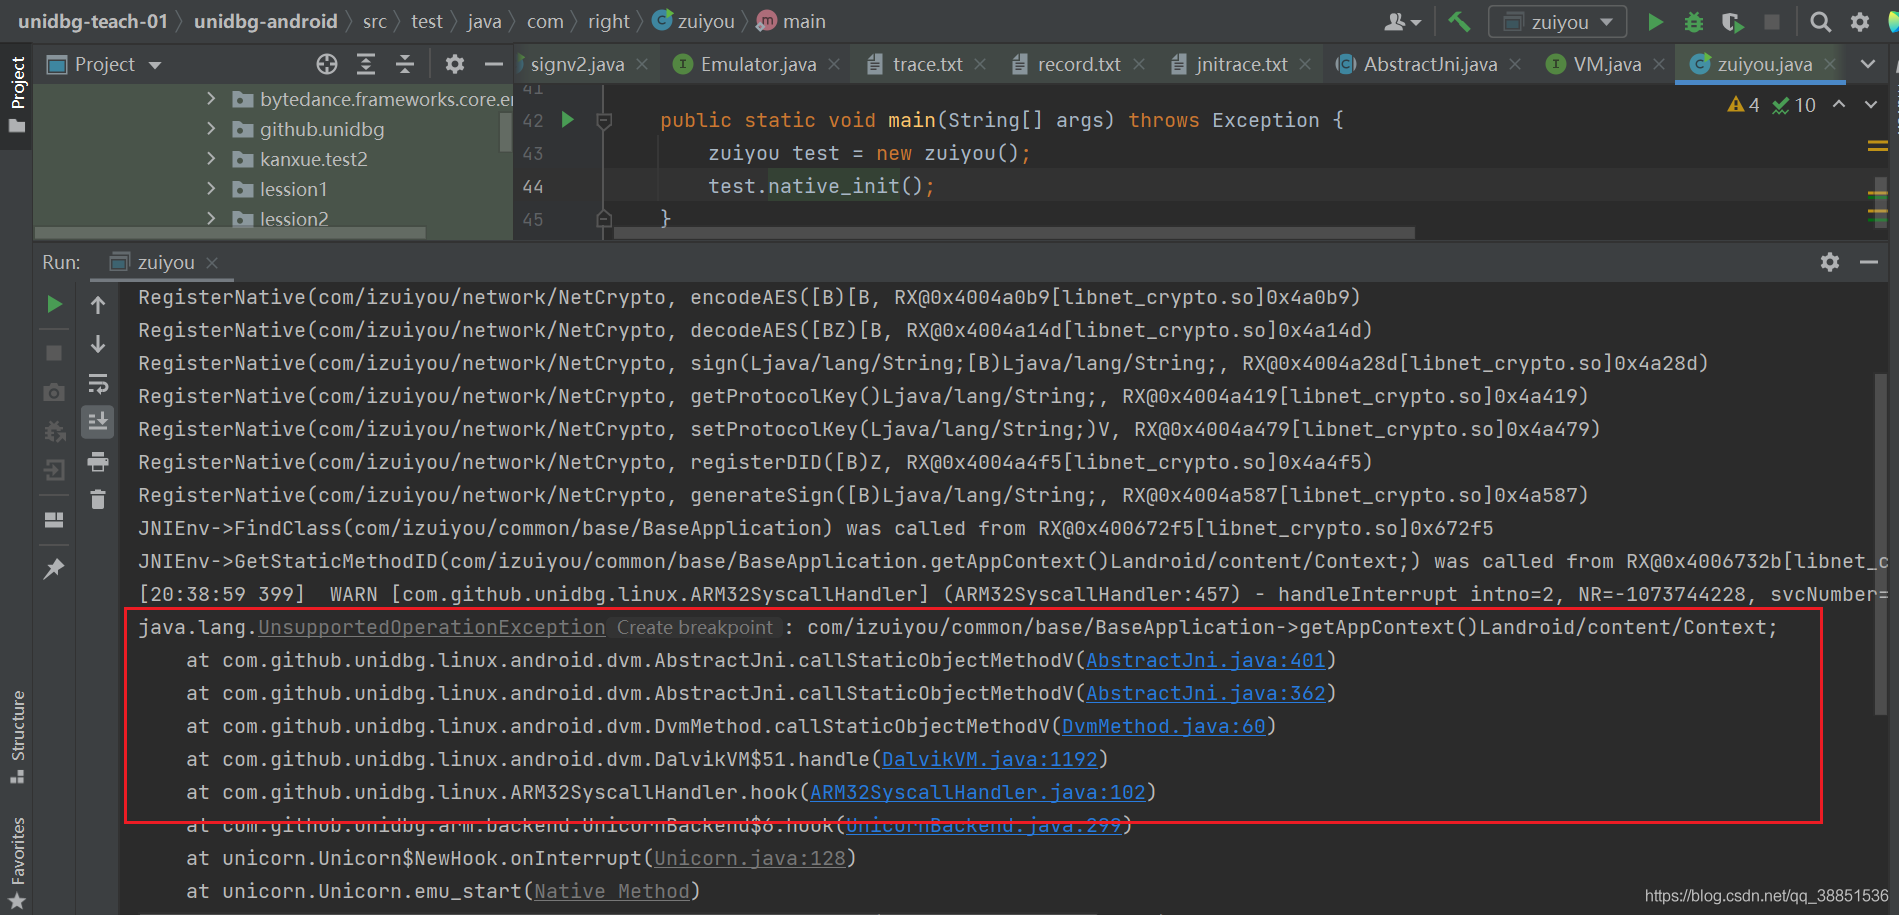 unidbg-teach-01 unidbg-android src test java com right zuiyou main
zuiyou
Project
signv2.java Emulator.java trace.txt record.txt jnitrace.txt AbstractJni.java VM.java zuiyou.java
Project
bytedance.frameworks.core.er
github.unidbg
kanxue.test2
lession1
lession2
41
42 public static void main(String[] args) throws Exception {
43 zuiyou test = new zuiyou();
44 test.native_init();
45 }
4 10
Run: zuiyou
RegisterNative(com/izuiyou/network/NetCrypto, encodeAES([B)[B, RX@0x4004a0b9[libnet_crypto.so]0x4a0b9)
RegisterNative(com/izuiyou/network/NetCrypto, decodeAES([BZ)[B, RX@0x4004a14d[libnet_crypto.so]0x4a14d)
RegisterNative(com/izuiyou/network/NetCrypto, sign(Ljava/lang/String;[B)Ljava/lang/String;, RX@0x4004a28d[libnet_crypto.so]0x4a28d)
RegisterNative(com/izuiyou/network/NetCrypto, getProtocolKey()Ljava/lang/String;, RX@0x4004a419[libnet_crypto.so]0x4a419)
RegisterNative(com/izuiyou/network/NetCrypto, setProtocolKey(Ljava/lang/String;)V, RX@0x4004a479[libnet_crypto.so]0x4a479)
RegisterNative(com/izuiyou/network/NetCrypto, registerDID([B)Z, RX@0x4004a4f5[libnet_crypto.so]0x4a4f5)
RegisterNative(com/izuiyou/network/NetCrypto, generateSign([B)Ljava/lang/String;, RX@0x4004a587[libnet_crypto.so]0x4a587)
JNIEnv->FindClass(com/izuiyou/common/base/BaseApplication) was called from RX@0x400672f5[libnet_crypto.so]0x672f5
JNIEnv->GetStaticMethodID(com/izuiyou/common/base/BaseApplication.getAppContext()Landroid/content/Context;) was called from RX@0x4006732b[libnet_c
[20:38:59 399]  WARN [com.github.unidbg.linux.ARM32SyscallHandler] (ARM32SyscallHandler:457) - handleInterrupt intno=2, NR=-1073744228, svcNumber=
java.lang.UnsupportedOperationException Create breakpoint : com/izuiyou/common/base/BaseApplication->getAppContext()Landroid/content/Context;
at com.github.unidbg.linux.android.dvm.AbstractJni.callStaticObjectMethodV(AbstractJni.java:401)
at com.github.unidbg.linux.android.dvm.AbstractJni.callStaticObjectMethodV(AbstractJni.java:362)
at com.github.unidbg.linux.android.dvm.DvmMethod.callStaticObjectMethodV(DvmMethod.java:60)
at com.github.unidbg.linux.android.dvm.DalvikVM$51.handle(DalvikVM.java:1192)
at com.github.unidbg.linux.ARM32SyscallHandler.hook(ARM32SyscallHandler.java:102)
at com.github.unidbg.arm.backend.UnicornBackend$6.hook(UnicornBackend.java:299)
at unicorn.Unicorn$NewHook.onInterrupt(Unicorn.java:128)
at unicorn.Unicorn.emu_start(Native Method)
Structure
Favorites
https://blog.csdn.net/qq_38851536